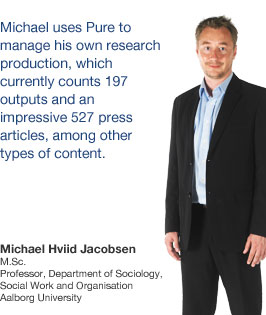 Michael uses Pure to
manage his own research
production, which
currently counts 197
outputs and an
impressive 527 press
articles, among other
types of content.
Michael Hviid Jacobsen
M.Sc.
Professor, Department of Sociology,
Social Work and Organisation
Aalborg University